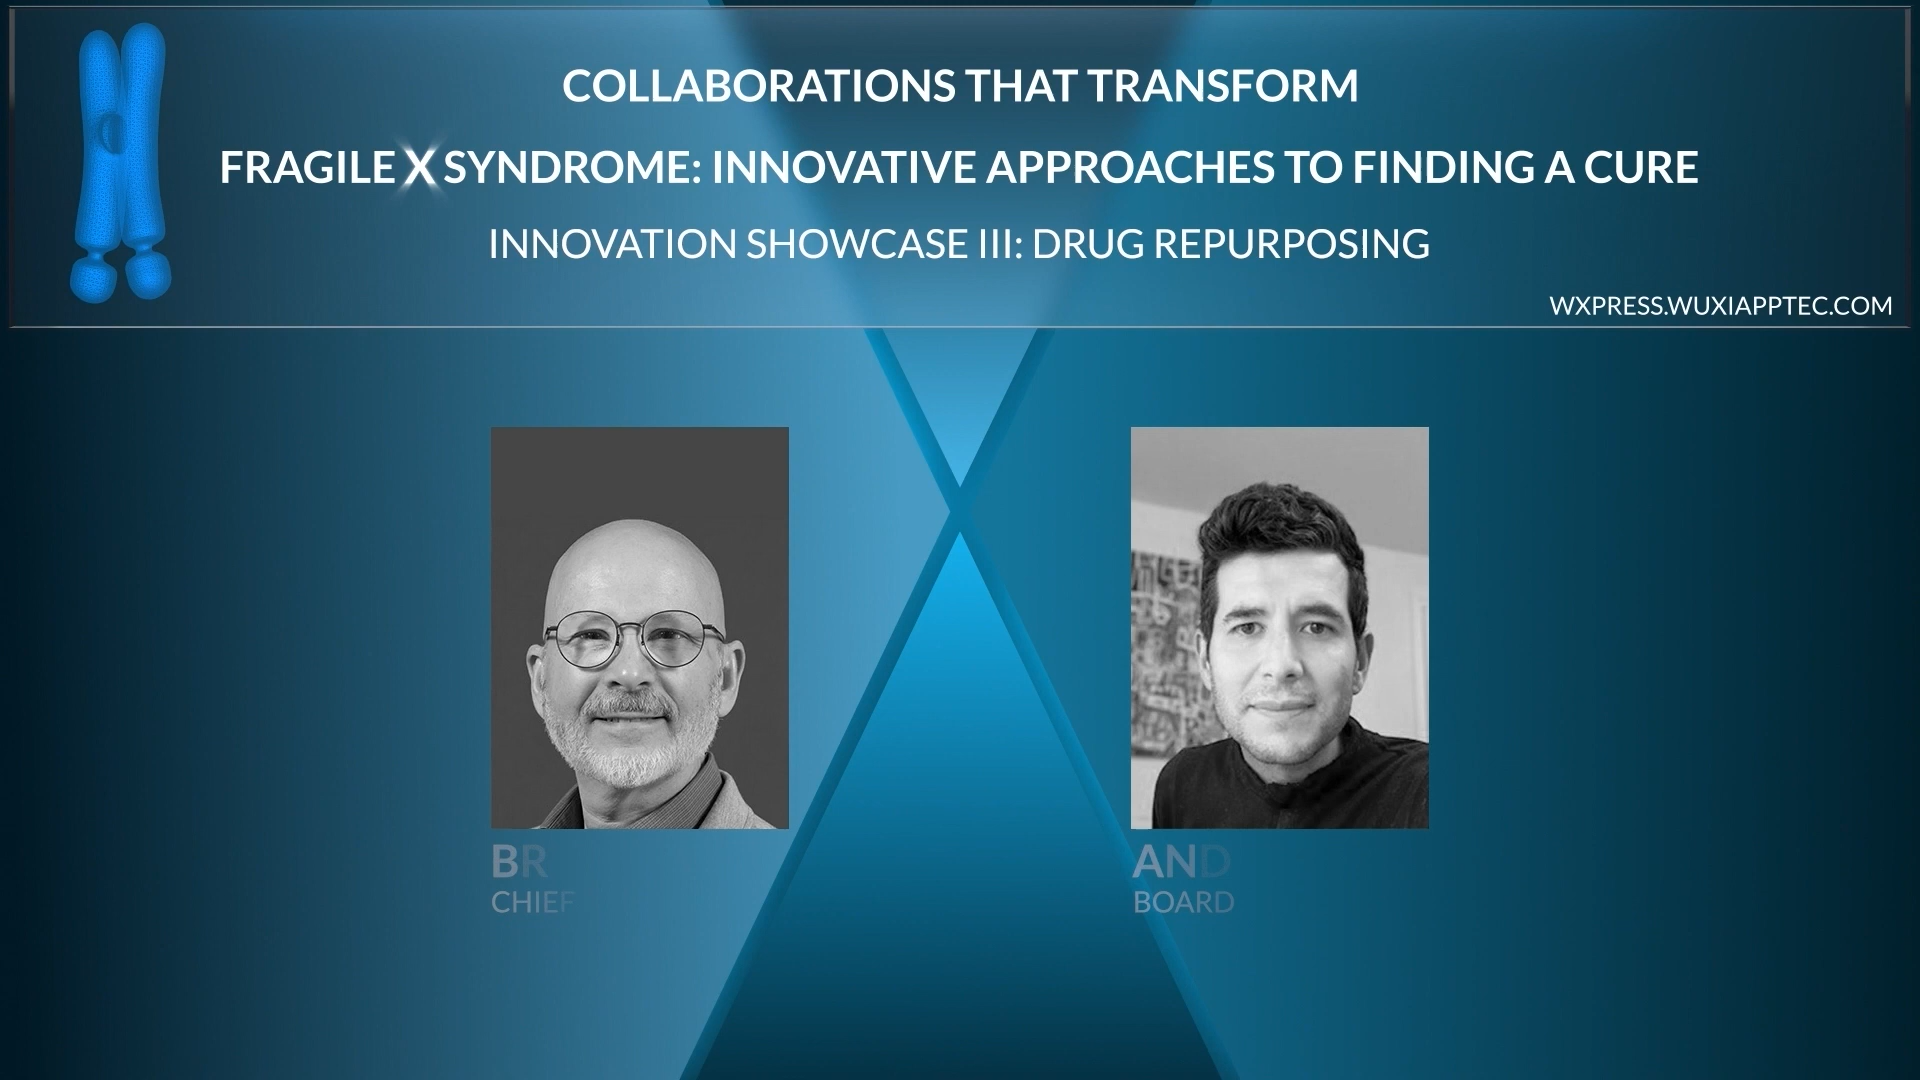 COLLABORATIONS THAT TRANSFORM
FRAGILE X SYNDROME: INNOVATIVE APPROACHES TO FINDING A CURE
INNOVATION SHOWCASE III: DRUG REPURPOSING
WXPRESS.WUXIAPPTEC.COM
BR
CHIEF
AND
BOARD